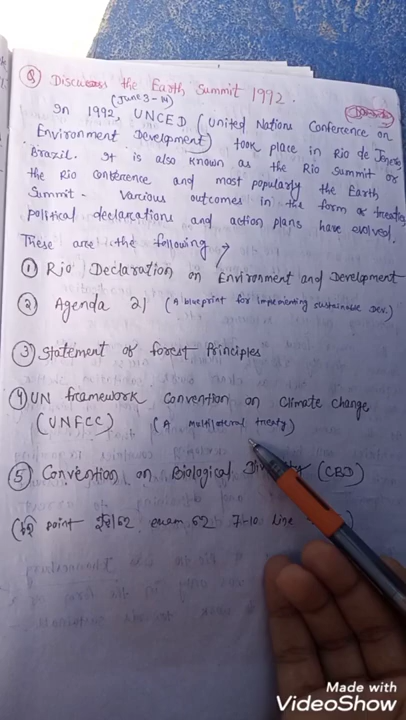 Q Discuss the Earth Summit 1992.
(June 3-14)
In 1992, UNCED (United Nations Conference on
Environment Development) took place in Rio de
Brazil. It is also known as the Rio Summit or
the Rio Conference and most popularly the Earth
Summit. Various outcomes in the form of treaties,
political declarations and action plans have evolved.
These are the following
① Rio Declaration on Environment and Development
② Agenda 21 (A blueprint for implementing sustainable Dev.)
③ Statement of forest Principles
④ UN framework Convention on Climate Change
(UNFCC) (A multilateral treaty)
⑤ Convention on Biological (CBD)
point exam 7-10 line
Made with
VideoShow